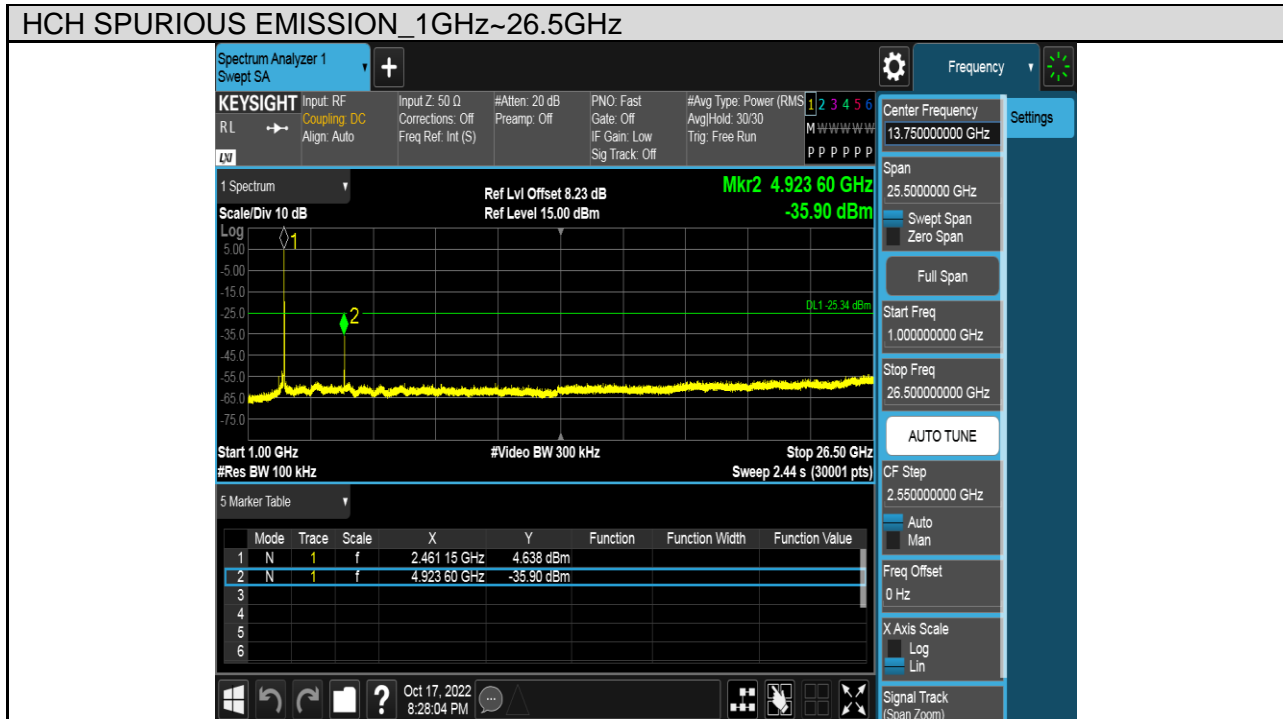 HCH SPURIOUS EMISSION_1GHz~26.5GHz
Spectrum Analyzer 1
Swept SA
+
Frequency
KEYSIGHT
RL
LXI
Input: RF
Coupling: DC
Align: Auto
Input Z: 50 Ω
Corrections: Off
Freq Ref: Int (S)
#Atten: 20 dB
Preamp: Off
PNO: Fast
Gate: Off
IF Gain: Low
Sig Track: Off
#Avg Type: Power (RMS
Avg|Hold: 30/30
Trig: Free Run
1 2 3 4 5 6
M W W W W W
P P P P P P
1 Spectrum
Scale/Div 10 dB
Ref Lvl Offset 8.23 dB
Ref Level 15.00 dBm
Mkr2 4.923 60 GHz
-35.90 dBm
Log
5.00
-5.00
-15.0
-25.0
-35.0
-45.0
-55.0
-65.0
-75.0
1
2
DL1 -25.34 dBm
Start 1.00 GHz
#Video BW 300 kHz
Stop 26.50 GHz
#Res BW 100 kHz
Sweep 2.44 s (30001 pts)
5 Marker Table
Mode Trace Scale X Y Function Function Width Function Value
1 N 1 f 2.461 15 GHz 4.638 dBm
2 N 1 f 4.923 60 GHz -35.90 dBm
3
4
5
6
?
Oct 17, 2022
8:28:04 PM
Center Frequency
13.750000000 GHz
Span
25.5000000 GHz
Swept Span
Zero Span
Full Span
Start Freq
1.000000000 GHz
Stop Freq
26.500000000 GHz
AUTO TUNE
CF Step
2.550000000 GHz
Auto
Man
Freq Offset
0 Hz
X Axis Scale
Log
Lin
Signal Track
(Span Zoom)
Settings